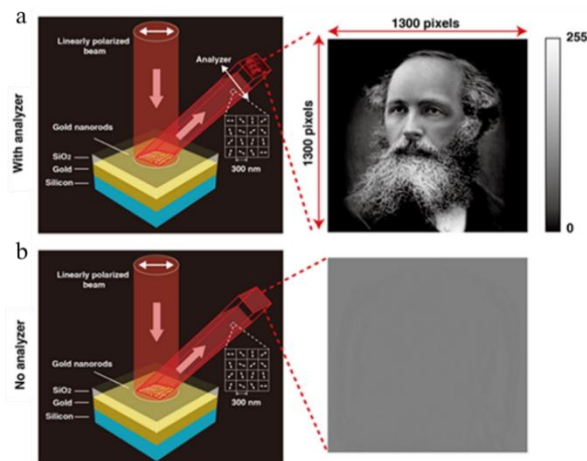 a
With analyzer
Linearly polarized
beam
Analyzer
Gold nanorods
SiO₂
Gold
Silicon
300 nm
1300 pixels
1300 pixels
255
0
b
No analyzer
Linearly polarized
beam
Gold nanorods
SiO₂
Gold
Silicon
300 nm